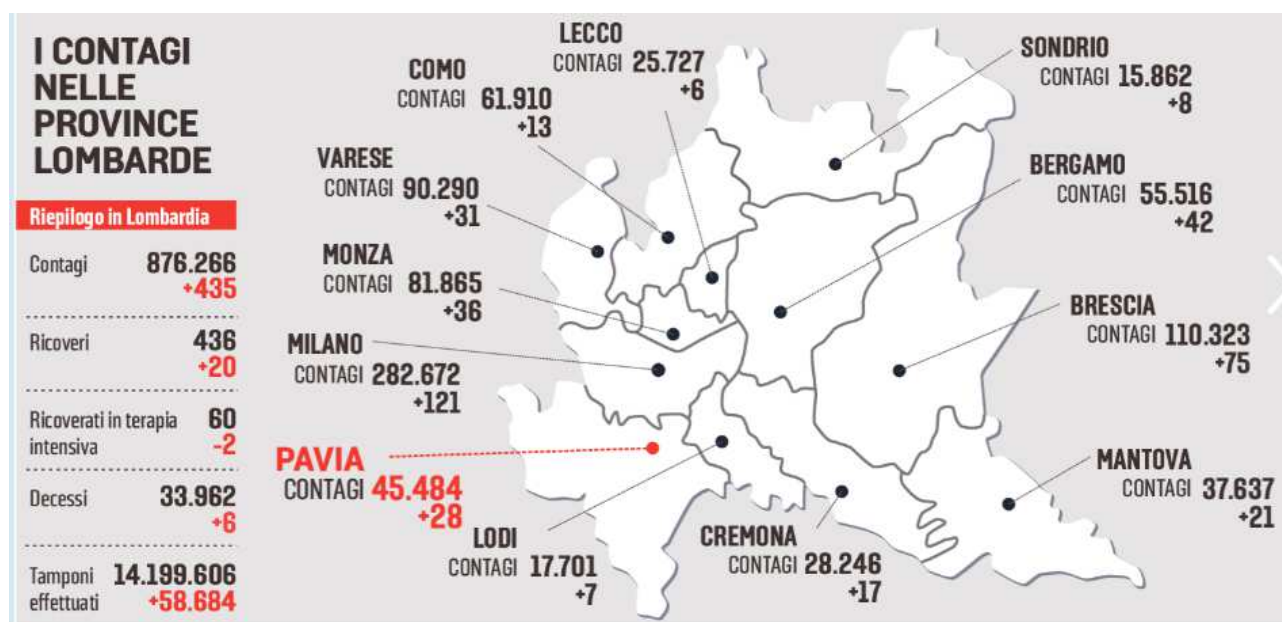 I CONTAGI
NELLE
PROVINCE
LOMBARDE
Riepilogo in Lombardia
Contagi 876.266
+435
Ricoveri 436
+20
Ricoverati in terapia
intensiva 60
-2
Decessi 33.962
+6
Tamponi
effettuati 14.199.606
+58.684
LECCO
CONTAGI 25.727
+6
COMO
CONTAGI 61.910
+13
VARESE
CONTAGI 90.290
+31
MONZA
CONTAGI 81.865
+36
MILANO
CONTAGI 282.672
+121
PAVIA
CONTAGI 45.484
+28
LODI
CONTAGI 17.701
+7
CREMONA
CONTAGI 28.246
+17
SONDRIO
CONTAGI 15.862
+8
BERGAMO
CONTAGI 55.516
+42
BRESCIA
CONTAGI 110.323
+75
MANTOVA
CONTAGI 37.637
+21